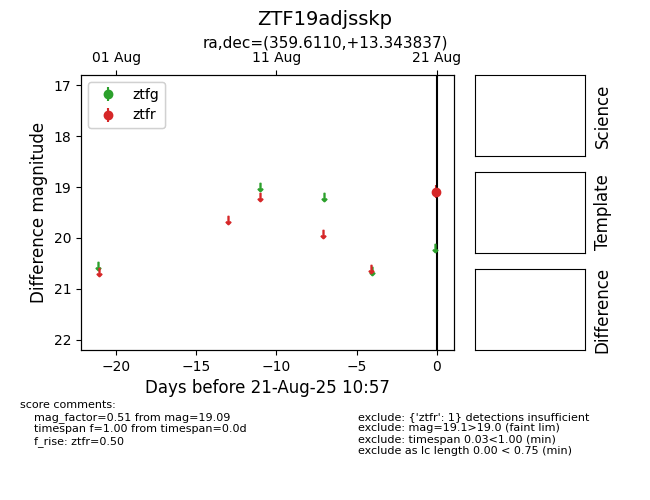 ZTF19adjsskp
ra,dec=(359.6110,+13.343837)
01 Aug 11 Aug 21 Aug
ztfg
ztfr
17
18
19
20
21
22
Difference magnitude
−20 −15 −10 −5 0
Days before 21-Aug-25 10:57
Science
Template
Difference
score comments:
mag_factor=0.51 from mag=19.09
timespan f=1.00 from timespan=0.0d
f_rise: ztfr=0.50
exclude: {'ztfr': 1} detections insufficient
exclude: mag=19.1>19.0 (faint lim)
exclude: timespan 0.03<1.00 (min)
exclude as lc length 0.00 < 0.75 (min)